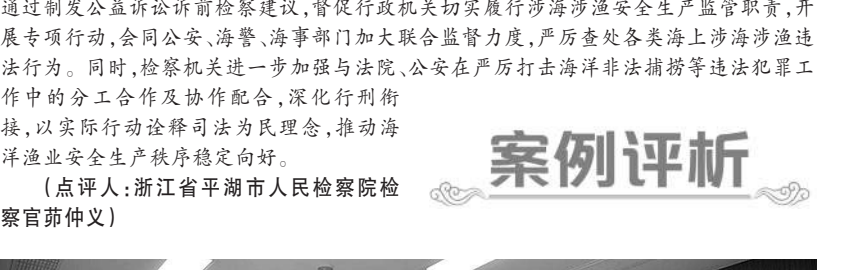 通过制发公益诉讼诉前检察建议,督促行政机关切实履行涉海涉渔安全生产监管职责,开
展专项行动,会同公安、海警、海事部门加大联合监督力度,严厉查处各类海上涉海涉渔违
法行为。同时,检察机关进一步加强与法院、公安在严厉打击海洋非法捕捞等违法犯罪工
作中的分工合作及协作配合,深化行刑衔
接,以实际行动诠释司法为民理念,推动海
洋渔业安全生产秩序稳定向好。
(点评人:浙江省平湖市人民检察院检
察官茆仲义)
案例评析